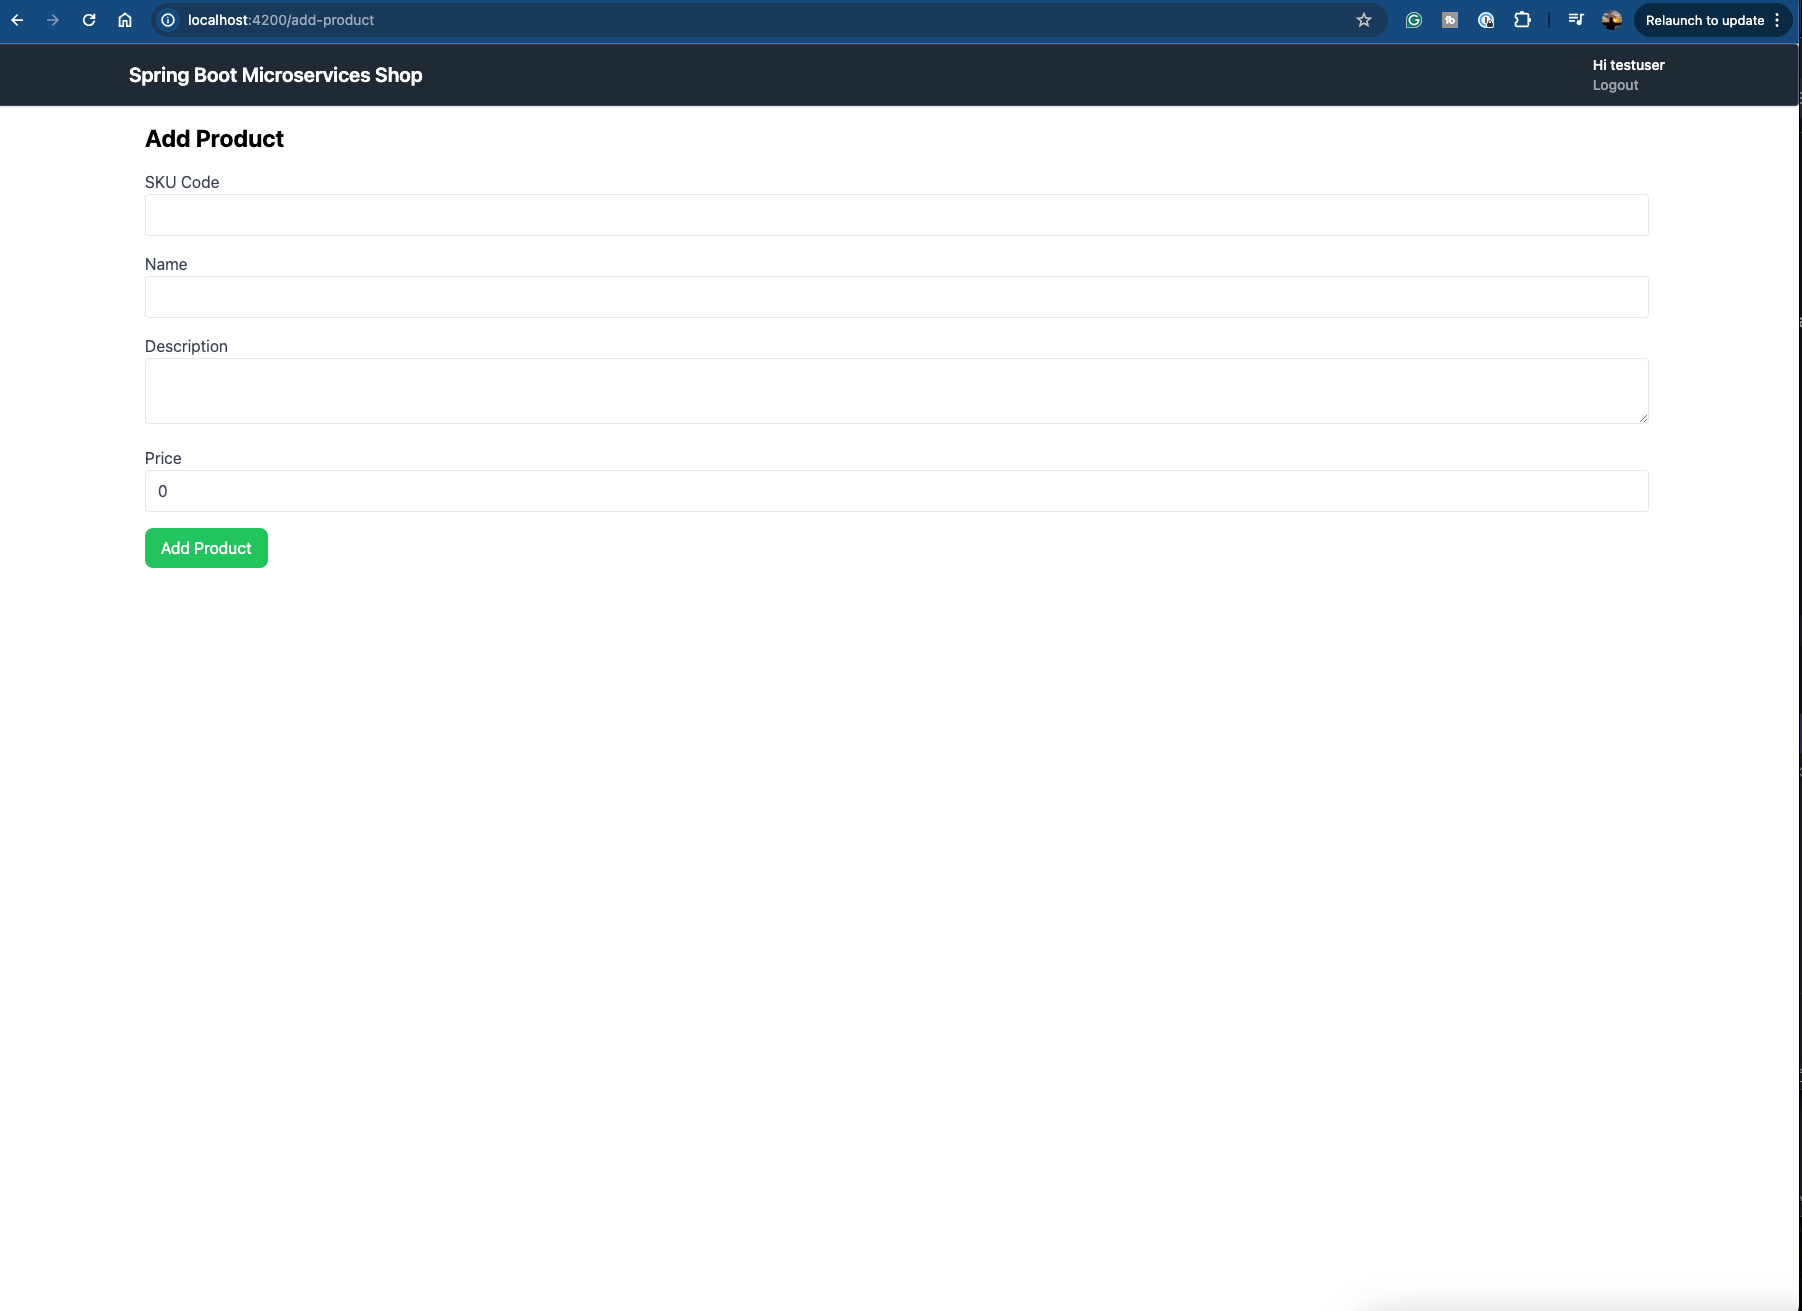 localhost:4200/add-product
Relaunch to update
Spring Boot Microservices Shop
Hi testuser
Logout
Add Product
SKU Code
Name
Description
Price
0
Add Product